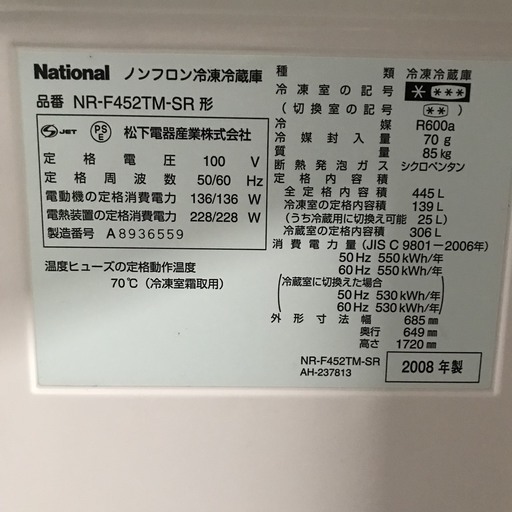 National ノンフロン冷凍冷蔵庫
品番 NR-F452TM-SR 形
S JET PS E 松下電器産業株式会社
定格電圧 100 V
定格周波数 50/60 Hz
電動機の定格消費電力 136/136 W
電熱装置の定格消費電力 228/228 W
製造番号 A 8936559
温度ヒューズの定格動作温度
70℃（冷凍室霜取用）
種類 冷凍冷蔵庫
冷凍室の記号 * ***
（切換室の記号） **
冷媒 R600a
冷媒封入量 70 g
質量 85 kg
断熱発泡ガス シクロペンタン
定格内容積
全定格内容積 445 L
冷凍室の定格内容積 139 L
（うち冷蔵用に切換え可能 25 L）
冷蔵室の定格内容積 306 L
消費電力量（JIS C 9801−2006年）
50 Hz 550 kWh/年
60 Hz 550 kWh/年
（冷蔵室に切換えた場合
50 Hz 530 kWh/年
60 Hz 530 kWh/年）
外形寸法 幅 685 mm
奥行 649 mm
高さ 1720 mm
NR-F452TM-SR
AH-237813
2008 年製